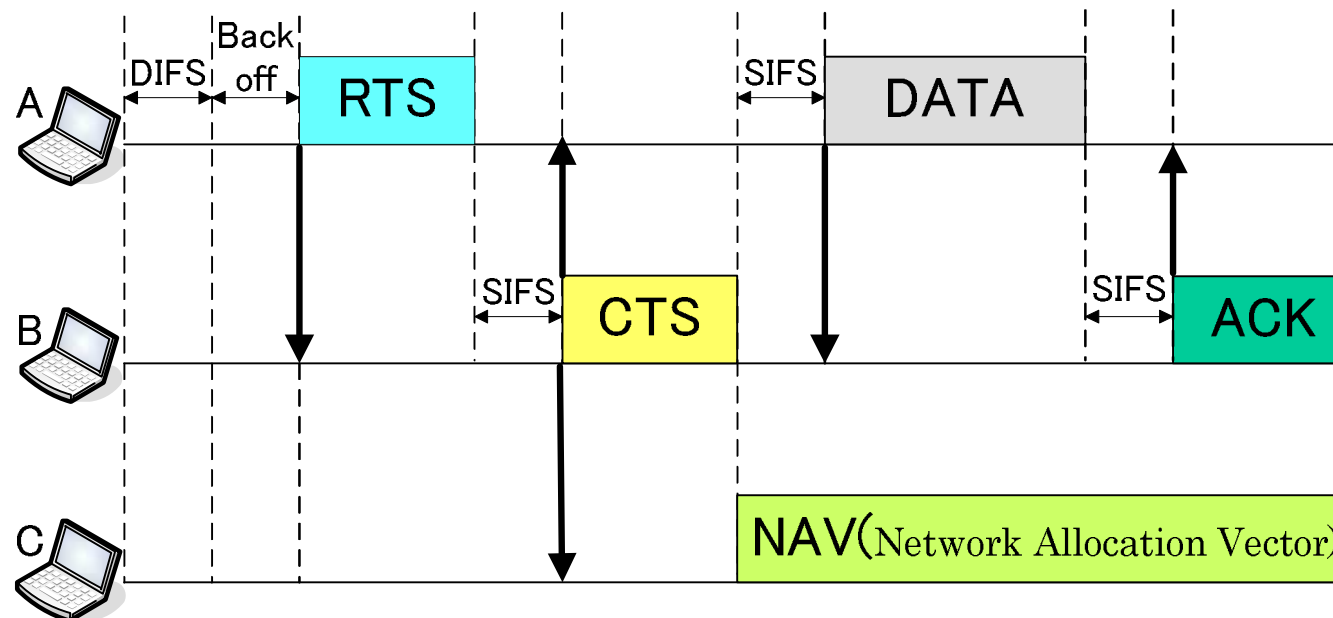 Back
off
DIFS
A
RTS
SIFS
DATA
B
SIFS
CTS
SIFS
ACK
C
NAV(Network Allocation Vector)